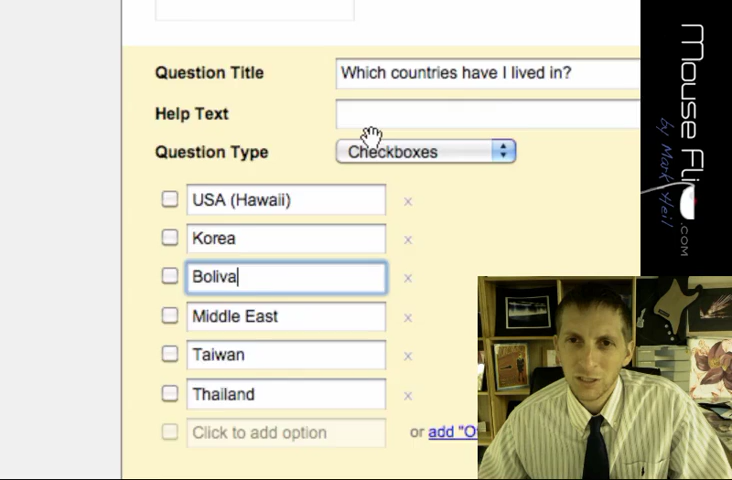 Question Title
Which countries have I lived in?
Help Text
Question Type
Checkboxes
USA (Hawaii)
x
Korea
x
Boliva
x
Middle East
x
Taiwan
x
Thailand
x
Click to add option
or add "O
Mouse Flip
.COM
by Mark Heil